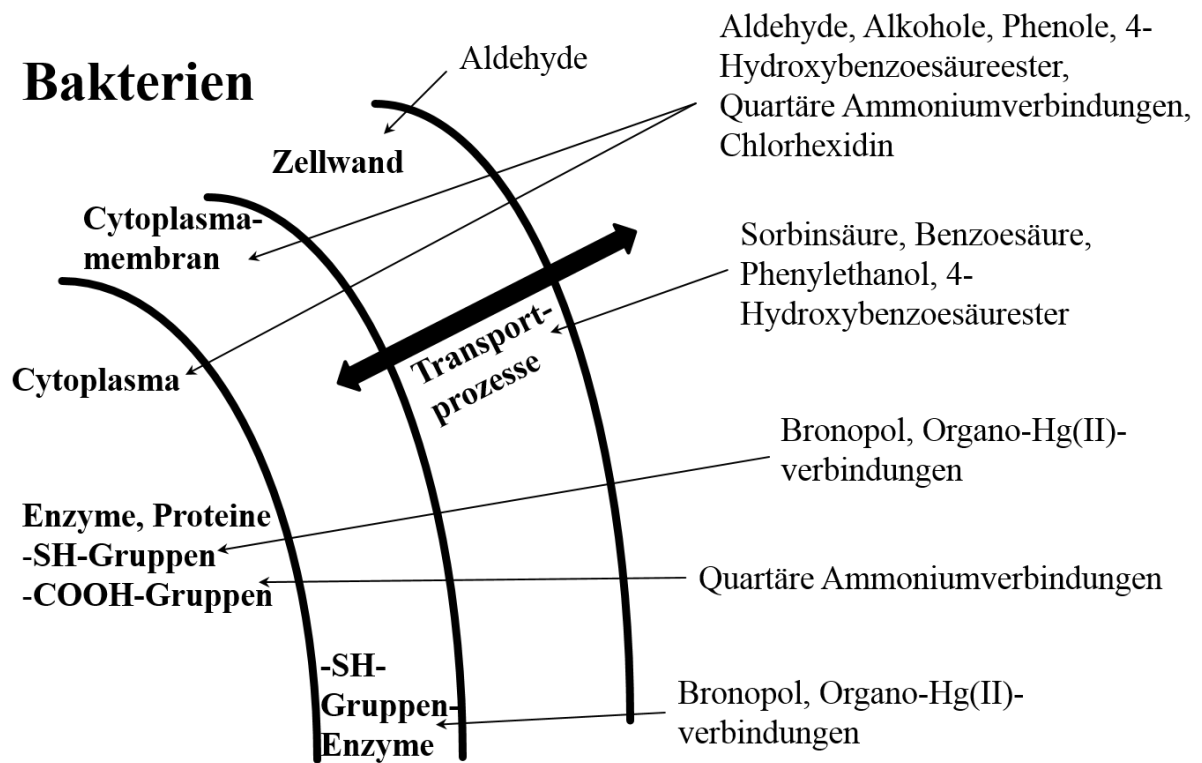 Bakterien
Aldehyde
Aldehyde, Alkohole, Phenole, 4-
Hydroxybenzoesäureester,
Quartäre Ammoniumverbindungen,
Chlorhexidin
Zellwand
Cytoplasma-
membran
Sorbinsäure, Benzoesäure,
Phenylethanol, 4-
Hydroxybenzoesäurester
Transport-
prozesse
Cytoplasma
Bronopol, Organo-Hg(II)-
verbindungen
Enzyme, Proteine
-SH-Gruppen
-COOH-Gruppen
Quartäre Ammoniumverbindungen
-SH-
Gruppen-
Enzyme
Bronopol, Organo-Hg(II)-
verbindungen